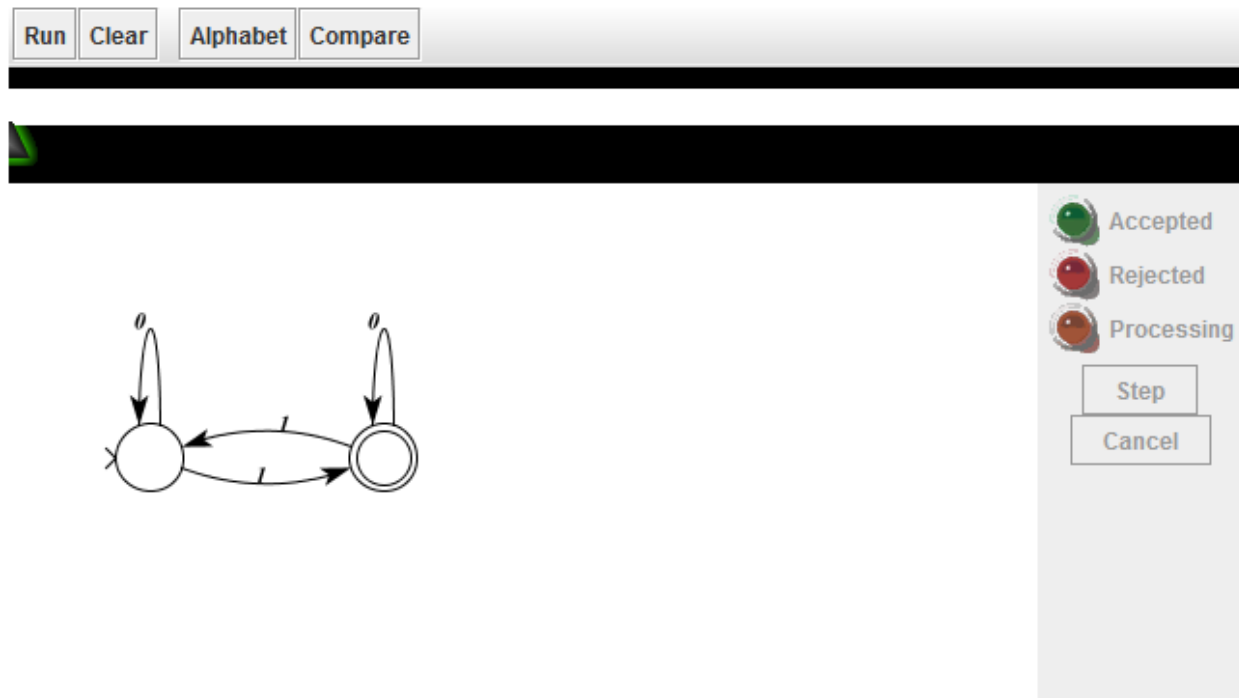 Run Clear Alphabet Compare
Accepted
Rejected
Processing
Step
Cancel
0 0
1
1